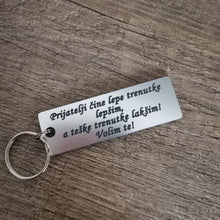 Prijatelji čine lepe trenutke
lepšim,
a teške trenutke lakšim!
Volim te!